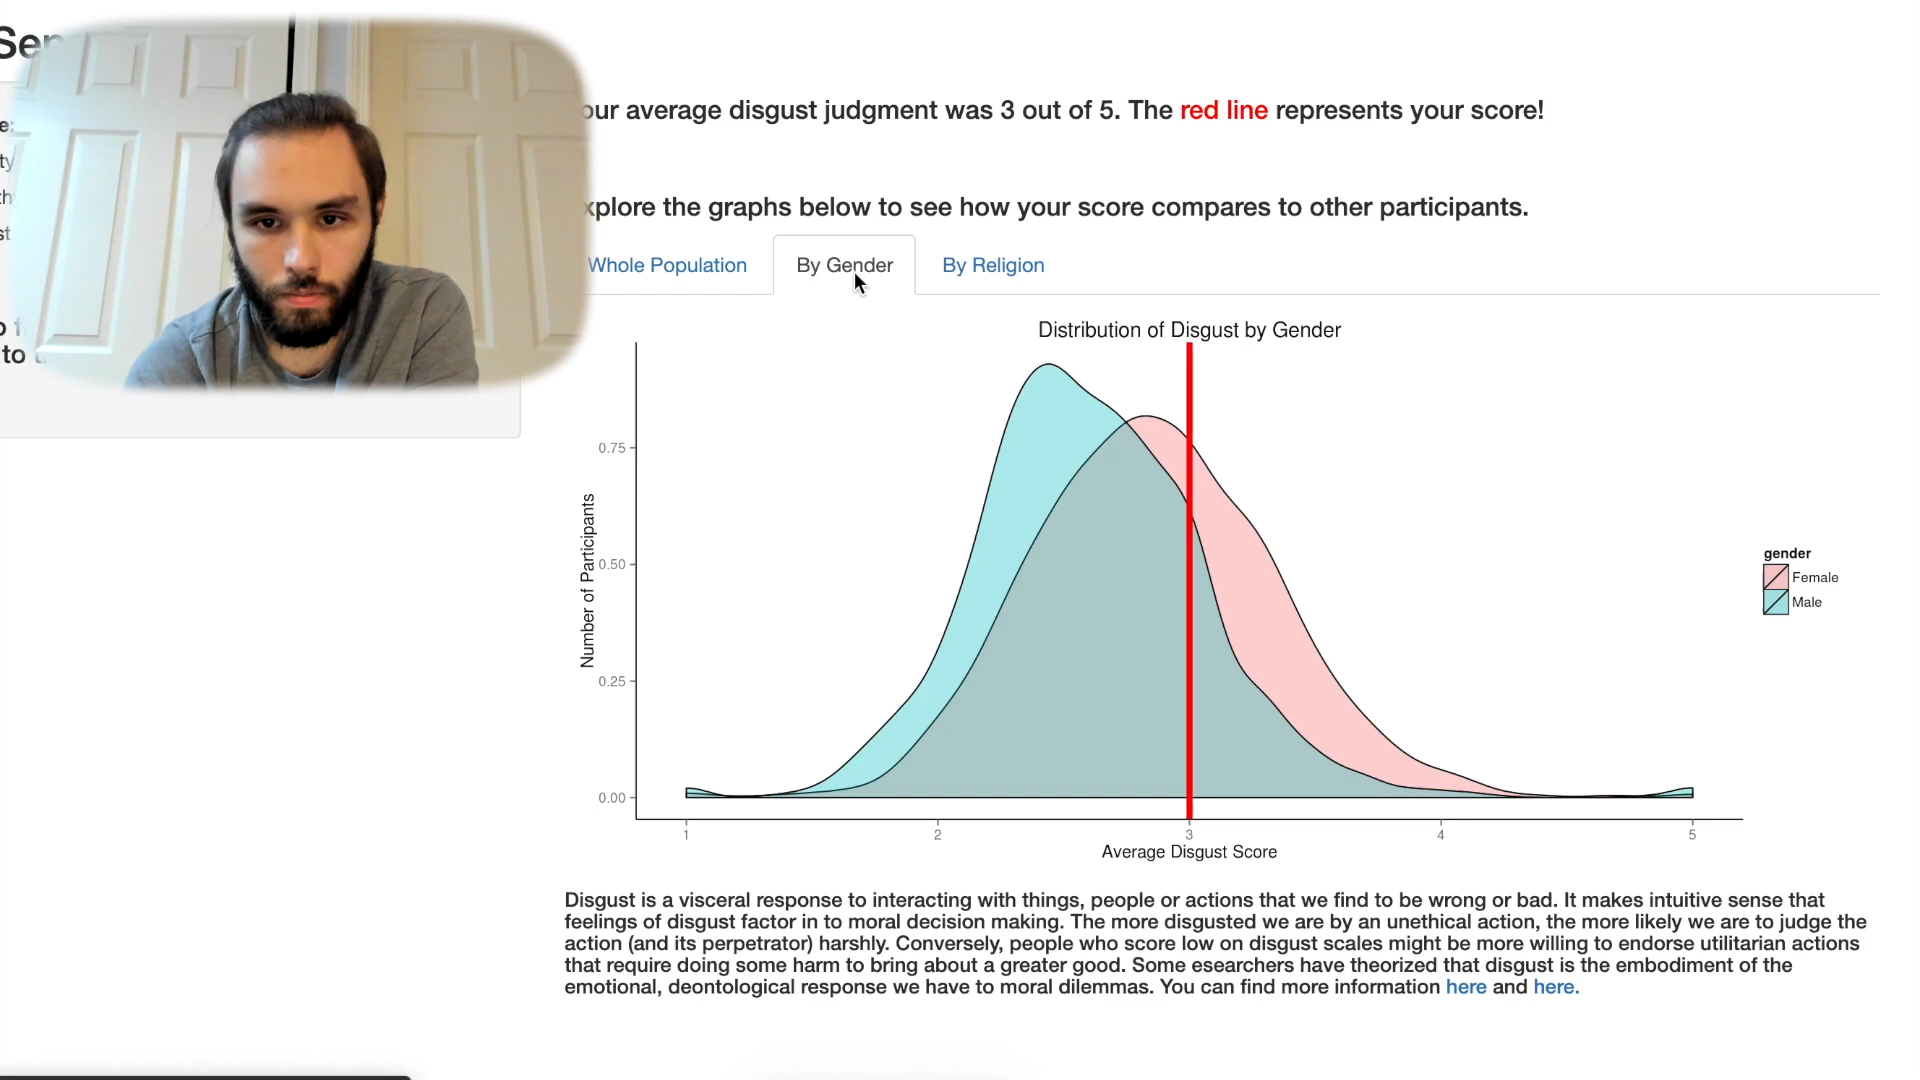 our average disgust judgment was 3 out of 5. The red line represents your score!
xplore the graphs below to see how your score compares to other participants.
Whole Population
By Gender
By Religion
Distribution of Disgust by Gender
Number of Participants
0.75
0.50
0.25
0.00
1
2
3
4
5
Average Disgust Score
gender
Female
Male
Disgust is a visceral response to interacting with things, people or actions that we find to be wrong or bad. It makes intuitive sense that
feelings of disgust factor in to moral decision making. The more disgusted we are by an unethical action, the more likely we are to judge the
action (and its perpetrator) harshly. Conversely, people who score low on disgust scales might be more willing to endorse utilitarian actions
that require doing some harm to bring about a greater good. Some esearchers have theorized that disgust is the embodiment of the
emotional, deontological response we have to moral dilemmas. You can find more information here and here.